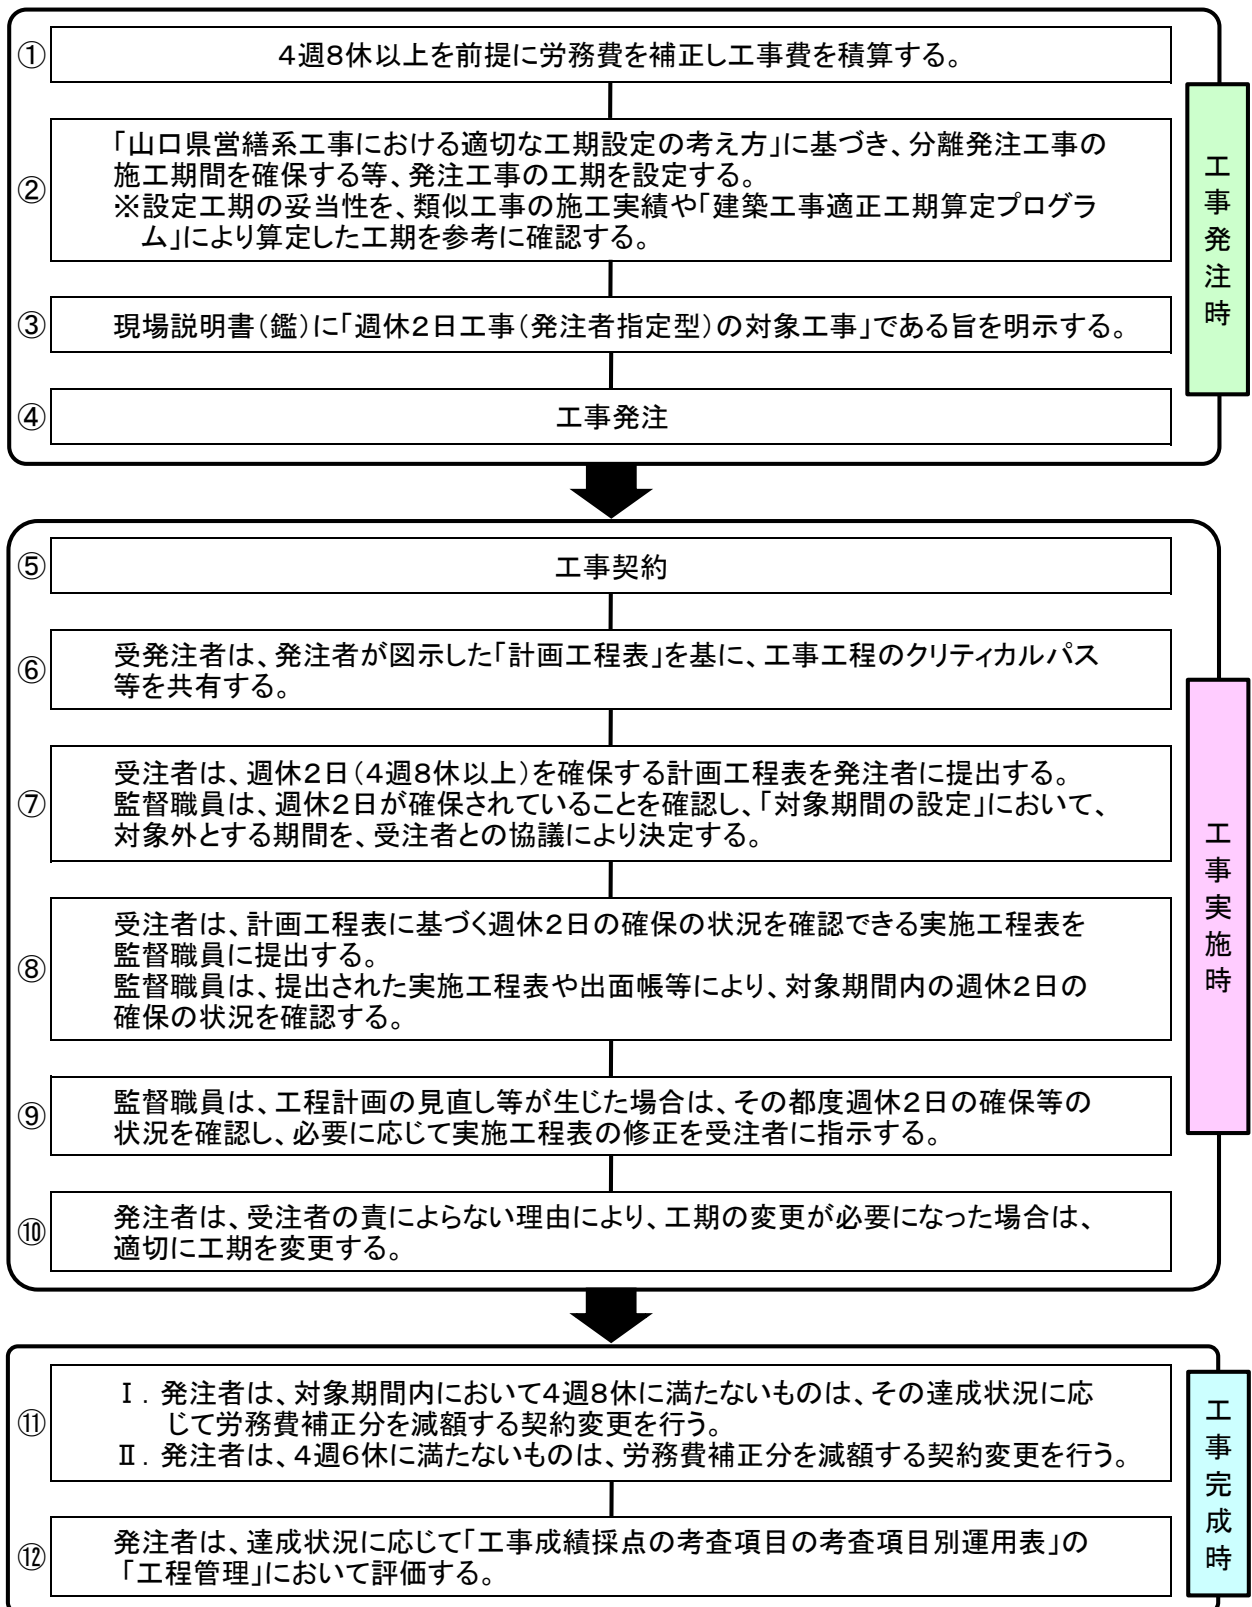 ①
４週８休以上を前提に労務費を補正し工事費を積算する。
②
「山口県営繕系工事における適切な工期設定の考え方」に基づき、分離発注工事の
施工期間を確保する等、発注工事の工期を設定する。
※設定工期の妥当性を、類似工事の施工実績や「建築工事適正工期算定プログラ
ム」により算定した工期を参考に確認する。
③
現場説明書（鑑）に「週休２日工事（発注者指定型）の対象工事」である旨を明示する。
④
工事発注
工事発注時
⑤
工事契約
⑥
受発注者は、発注者が図示した「計画工程表」を基に、工事工程のクリティカルパス
等を共有する。
⑦
受注者は、週休２日（４週８休以上）を確保する計画工程表を発注者に提出する。
監督職員は、週休２日が確保されていることを確認し、「対象期間の設定」において、
対象外とする期間を、受注者との協議により決定する。
⑧
受注者は、計画工程表に基づく週休２日の確保の状況を確認できる実施工程表を
監督職員に提出する。
監督職員は、提出された実施工程表や出面帳等により、対象期間内の週休２日の
確保の状況を確認する。
⑨
監督職員は、工程計画の見直し等が生じた場合は、その都度週休２日の確保等の
状況を確認し、必要に応じて実施工程表の修正を受注者に指示する。
⑩
発注者は、受注者の責によらない理由により、工期の変更が必要になった場合は、
適切に工期を変更する。
工事実施時
⑪
Ⅰ．発注者は、対象期間内において４週８休に満たないものは、その達成状況に応
じて労務費補正分を減額する契約変更を行う。
Ⅱ．発注者は、４週６休に満たないものは、労務費補正分を減額する契約変更を行う。
⑫
発注者は、達成状況に応じて「工事成績採点の考査項目の考査項目別運用表」の
「工程管理」において評価する。
工事完成時